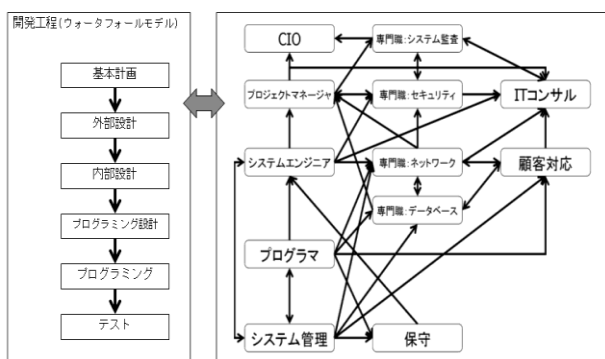 開発工程(ウォータフォールモデル)
基本計画
外部設計
内部設計
プログラミング設計
プログラミング
テスト
CIO
専門職:システム監査
プロジェクトマネージャ
専門職:セキュリティ
ITコンサル
システムエンジニア
専門職:ネットワーク
顧客対応
専門職:データベース
プログラマ
システム管理
保守